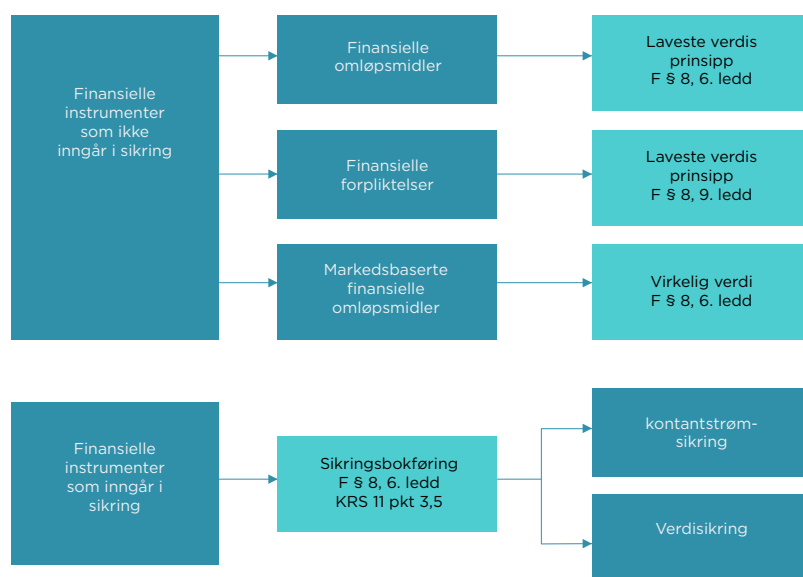 Finansielle
instrumenter
som ikke
inngår i sikring
Finansielle
omløpsmidler
Laveste verdis
prinsipp
F § 8, 6. ledd
Finansielle
forpliktelser
Laveste verdis
prinsipp
F § 8, 9. ledd
Markedsbaserte
finansielle
omløpsmidler
Virkelig verdi
F § 8, 6. ledd
Finansielle
instrumenter
som inngår i
sikring
Sikringsbokføring
F § 8, 6. ledd
KRS 11 pkt 3,5
kontantstrøm-
sikring
Verdisikring